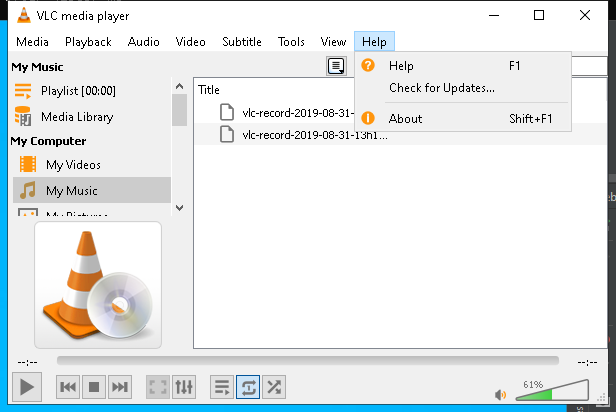 VLC media player
Media Playback Audio Video Subtitle Tools View Help
My Music
Playlist [00:00]
Media Library
My Computer
My Videos
My Music
Title
vlc-record-2019-08-31-
vlc-record-2019-08-31-13h1...
Help F1
Check for Updates...
About Shift+F1
--:--
--:--
61%